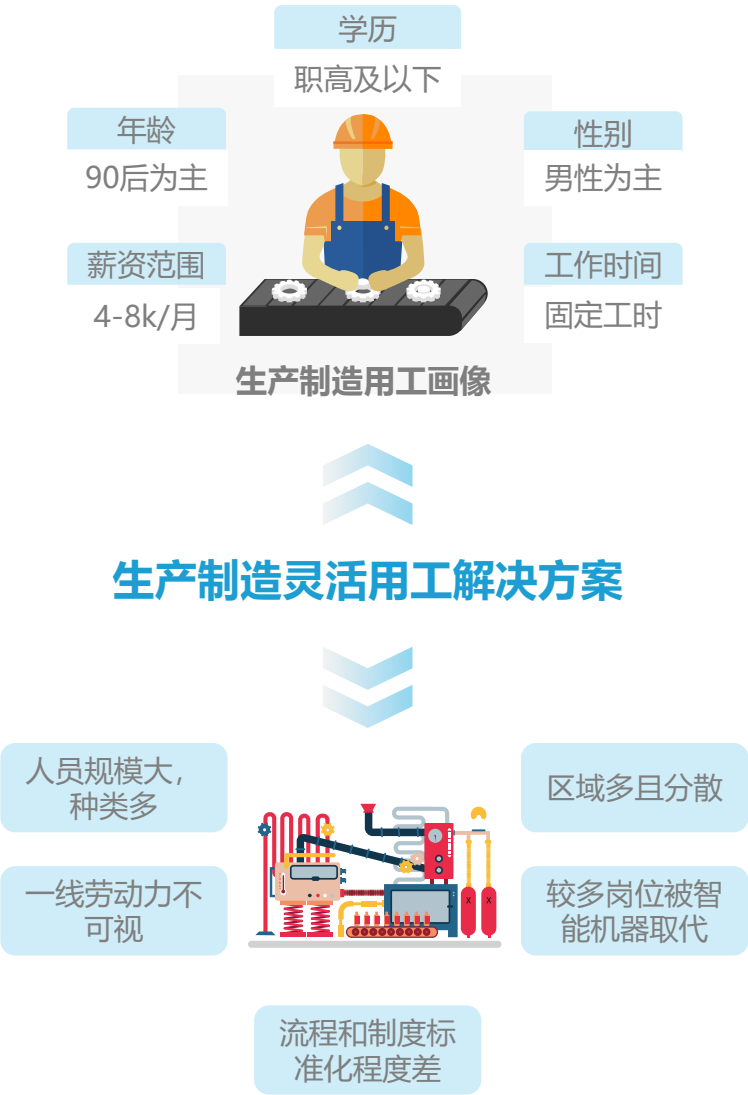 学历
职高及以下
年龄
90后为主
性别
男性为主
薪资范围
4-8k/月
工作时间
固定工时
生产制造用工画像
生产制造灵活用工解决方案
人员规模大，
种类多
区域多且分散
一线劳动力不
可视
较多岗位被智
能机器取代
流程和制度标
准化程度差